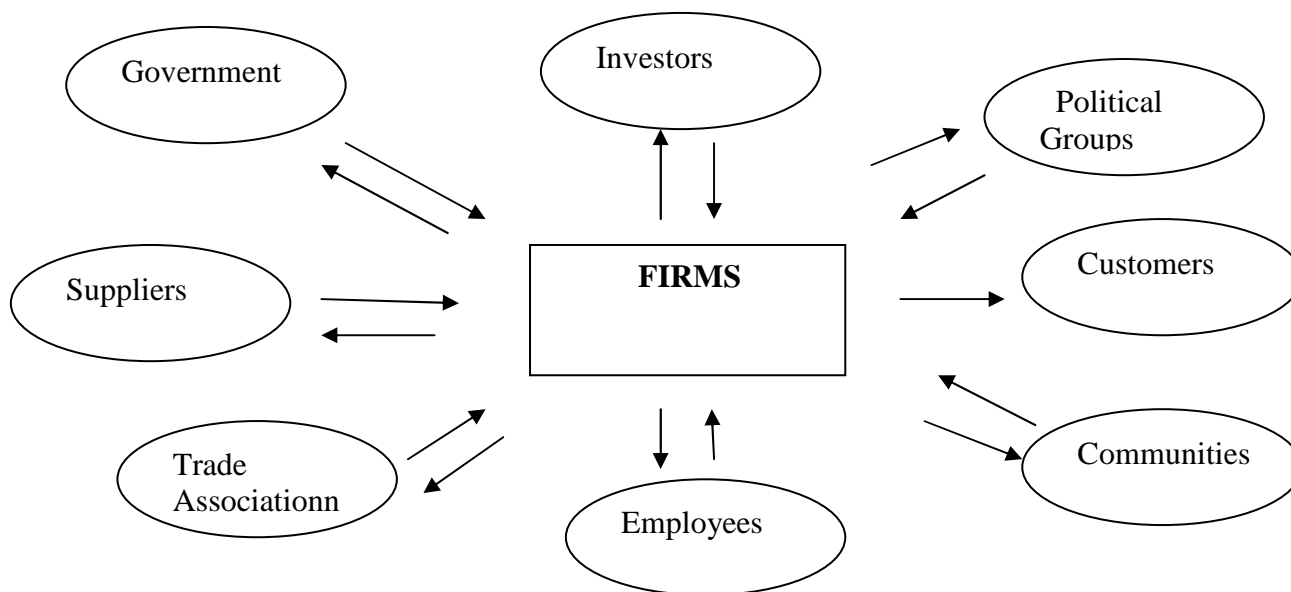 Government
Investors
Political
Groups
Suppliers
FIRMS
Customers
Trade
Associationn
Employees
Communities